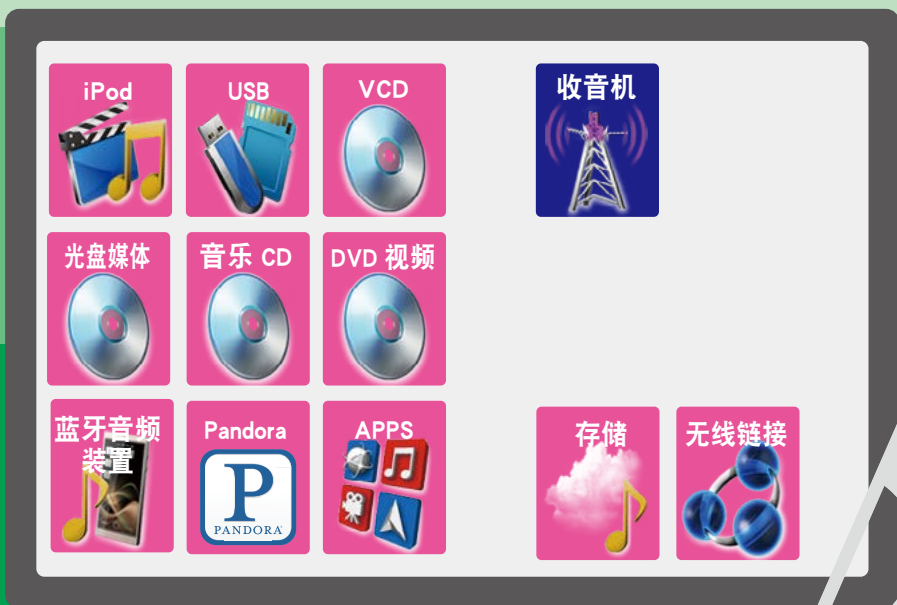 iPod
USB
VCD
收音机
光盘媒体
音乐 CD
DVD 视频
蓝牙音频
装置
Pandora
P
PANDORA
APPS
存储
无线链接